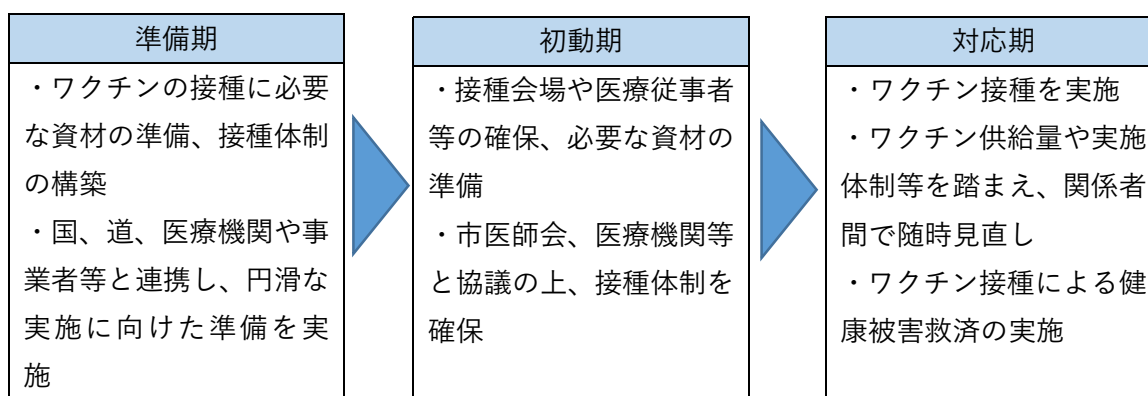 準備期
・ワクチンの接種に必要
な資材の準備、接種体制
の構築
・国、道、医療機関や事
業者等と連携し、円滑な
実施に向けた準備を実
施
初動期
・接種会場や医療従事者
等の確保、必要な資材の
準備
・市医師会、医療機関等
と協議の上、接種体制を
確保
対応期
・ワクチン接種を実施
・ワクチン供給量や実施
体制等を踏まえ、関係者
間で随時見直し
・ワクチン接種による健
康被害救済の実施